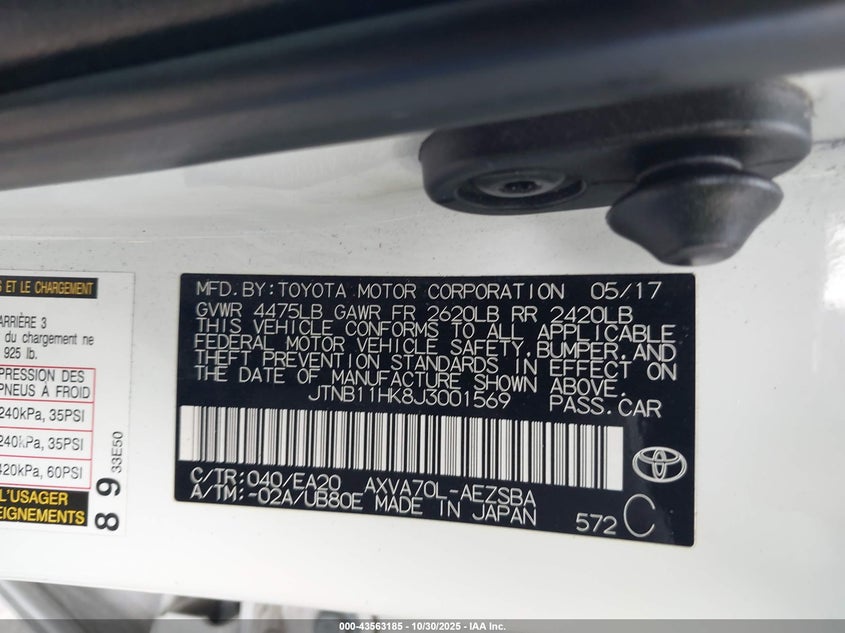 S ET LE CHARGEMENT
ARRIÈRE 3
du chargement ne
925 lb.
PRESSION DES
PNEUS À FROID
240kPa, 35PSI
240kPa, 35PSI
420kPa, 60PSI
L'USAGER
EIGNEMENTS
8 9
33E50
MFD. BY: TOYOTA MOTOR CORPORATION 05/17
GVWR 4475LB GAWR FR 2620LB RR 2420LB
THIS VEHICLE CONFORMS TO ALL APPLICABLE
FEDERAL MOTOR VEHICLE SAFETY, BUMPER, AND
THEFT PREVENTION STANDARDS IN EFFECT ON
THE DATE OF MANUFACTURE SHOWN ABOVE.
JTNB11HK8J3001569 PASS.CAR
C/TR: 040/EA20 AXVA70L-AEZSBA
A/TM: -02A/UB80E MADE IN JAPAN
572 C
000-43563185 - 10/30/2025 - IAA Inc.